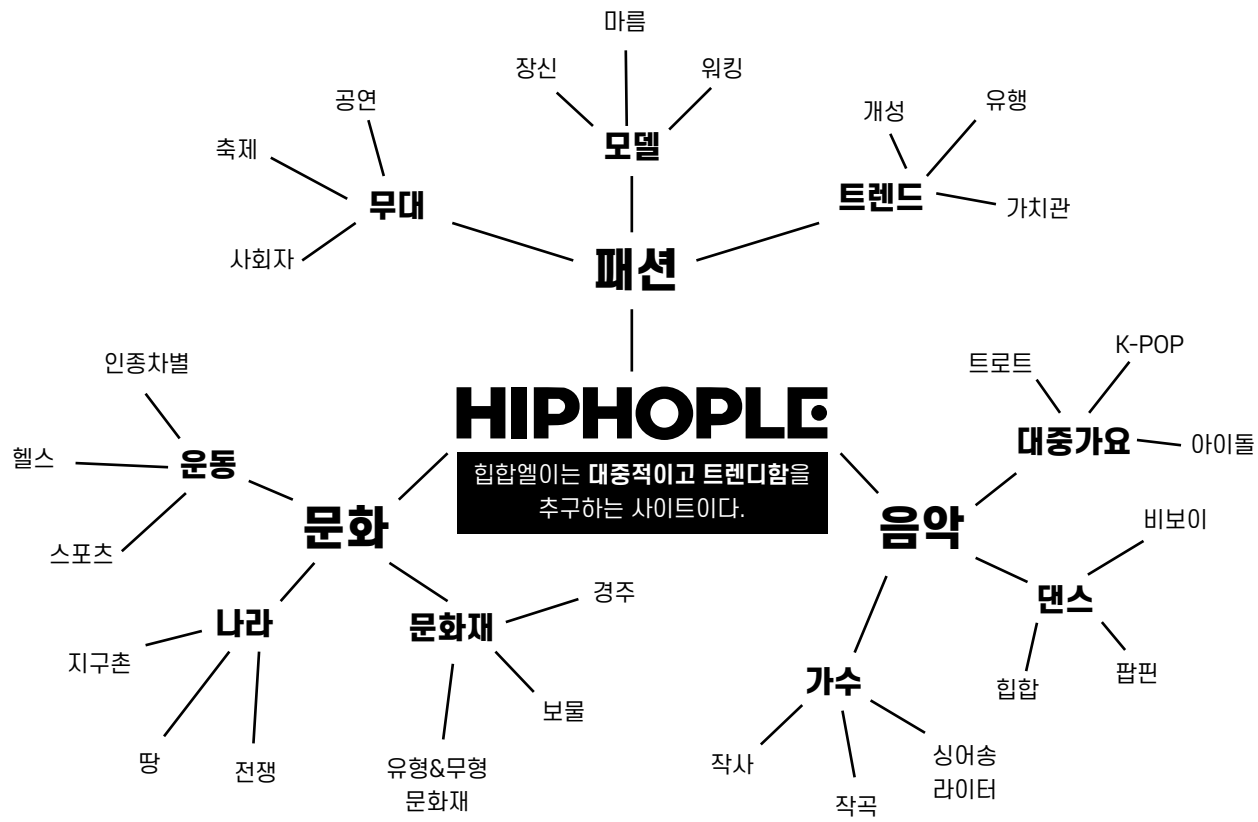 마름
장신
워킹
모델
공연
축제
무대
사회자
개성
유행
트렌드
가치관
패션
HIPHOPLE
힙합엘이는 대중적이고 트렌디함을
추구하는 사이트이다.
인종차별
헬스
운동
스포츠
문화
나라
지구촌
땅
전쟁
문화재
경주
보물
유형&무형
문화재
트로트
K-POP
대중가요
아이돌
음악
비보이
댄스
힙합
팝핀
가수
작사
작곡
싱어송
라이터